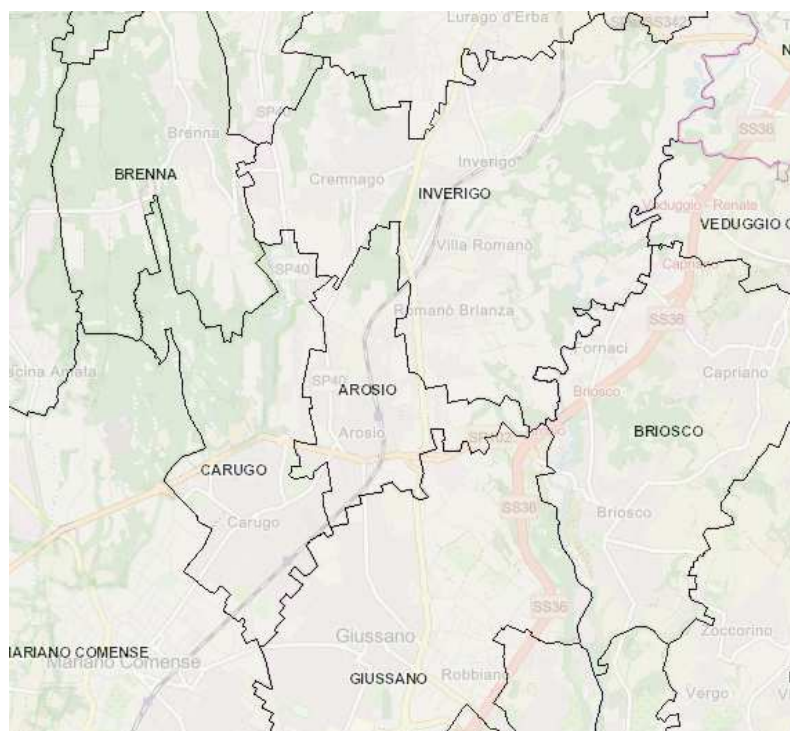 Lurago d'Erba
SS342
N
SS36
SP40
Brenna
BRENNA
Cremnago
Inverigo
INVERIGO
Veduggio - Renate
VEDUGGIO C
Villa Romanò
Capriano
SP40
Romanò Brianza
SS36
Fornaci
scina Amata
Capriano
SP40
AROSIO
Briosco
Arosio
BRIOSCO
CARUGO
Carugo
SS36
Briosco
SS36
Giussano
Zoccorino
MARIANO COMENSE
Mariano Comense
GIUSSANO
Robbiano
Vergo